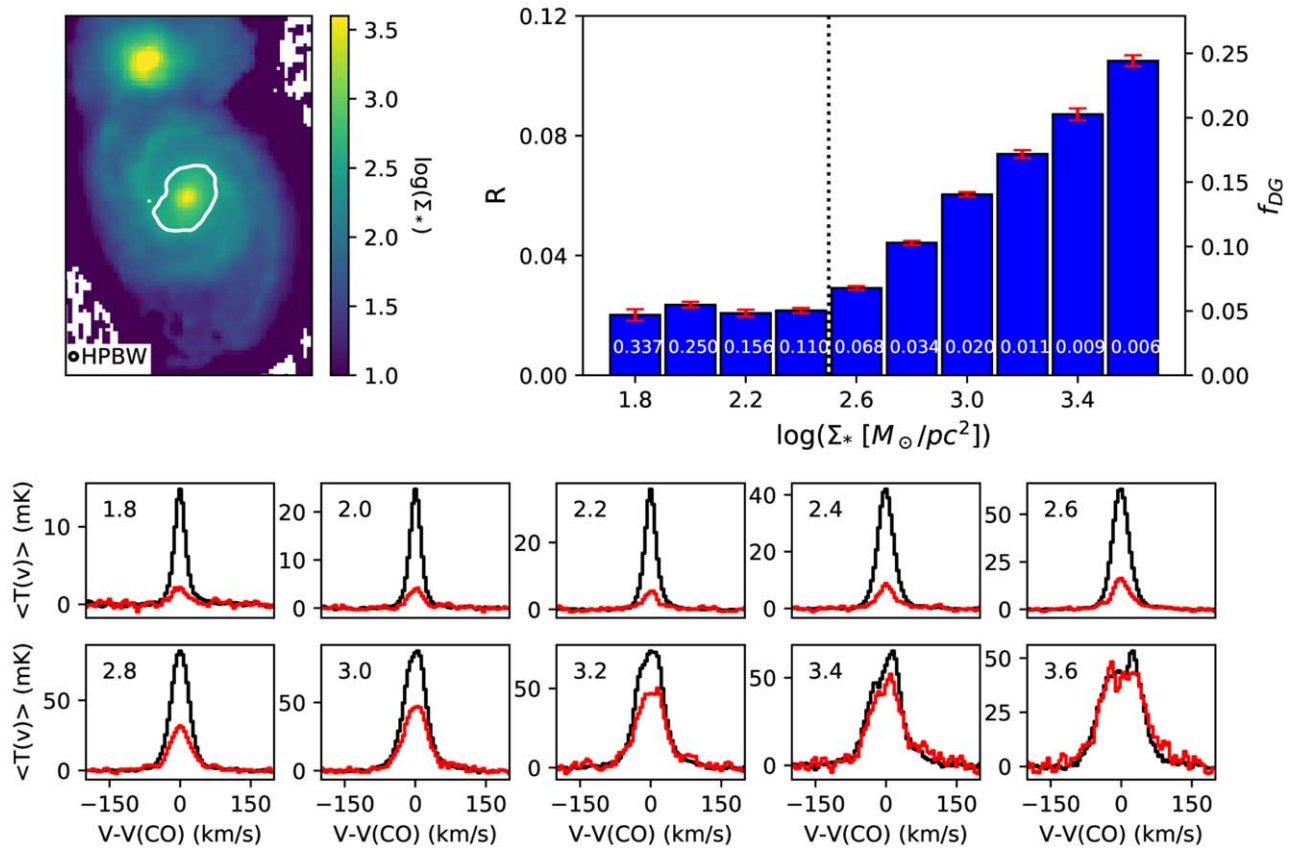 3.5
3.0
2.5
2.0
1.5
1.0
log(Σ*)
HPBW
0.12
0.08
0.04
0.00
R
0.337 0.250 0.156 0.110 0.068 0.034 0.020 0.011 0.009 0.006
1.8 2.2 2.6 3.0 3.4
log(Σ* [M⊙/pc²])
0.25
0.20
0.15
0.10
0.05
0.00
f_DG
<T(v)> (mK)
1.8
10
0
2.0
20
10
0
2.2
20
0
2.4
40
20
0
2.6
50
25
0
<T(v)> (mK)
2.8
50
0
3.0
50
0
3.2
50
0
3.4
50
0
3.6
50
25
0
−150 0 150
−150 0 150
−150 0 150
−150 0 150
−150 0 150
V-V(CO) (km/s)
V-V(CO) (km/s)
V-V(CO) (km/s)
V-V(CO) (km/s)
V-V(CO) (km/s)